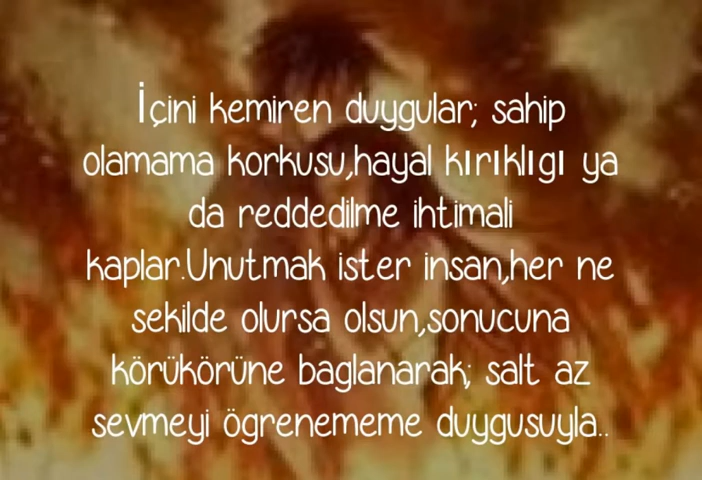 İçini kemiren duygular; sahip
olamama korkusu,hayal kırıklıgı ya
da reddedilme ihtimali
kaplar.Unutmak ister insan,her ne
sekilde olursa olsun,sonucuna
körükörüne baglanarak; salt az
sevmeyi ögrenememe duygusuyla..